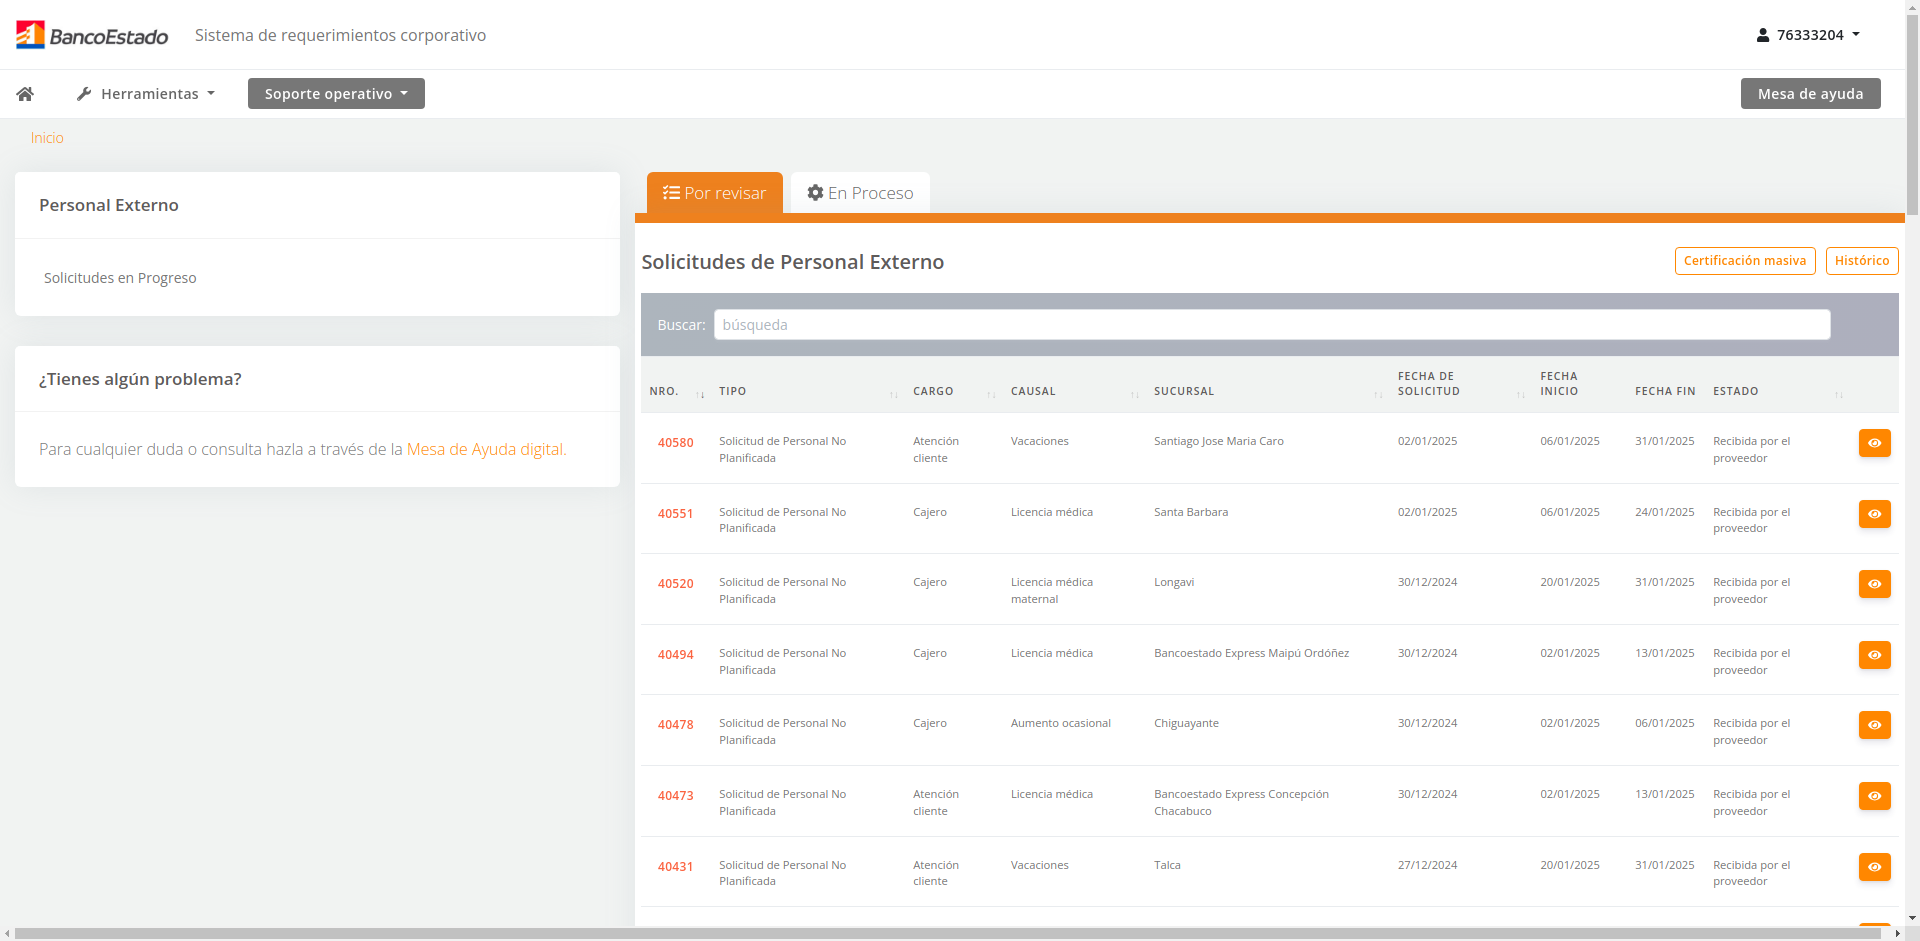 BancoEstado Sistema de requerimientos corporativo 76333204
Herramientas Soporte operativo Mesa de ayuda
Inicio
Personal Externo
Solicitudes en Progreso
¿Tienes algún problema?
Para cualquier duda o consulta hazla a través de la Mesa de Ayuda digital.
Por revisar En Proceso
Solicitudes de Personal Externo Certificación masiva Histórico
Buscar: búsqueda
NRO. TIPO CARGO CAUSAL SUCURSAL FECHA DE SOLICITUD FECHA INICIO FECHA FIN ESTADO
40580 Solicitud de Personal No Planificada Atención cliente Vacaciones Santiago Jose Maria Caro 02/01/2025 06/01/2025 31/01/2025 Recibida por el proveedor
40551 Solicitud de Personal No Planificada Cajero Licencia médica Santa Barbara 02/01/2025 06/01/2025 24/01/2025 Recibida por el proveedor
40520 Solicitud de Personal No Planificada Cajero Licencia médica maternal Longavi 30/12/2024 20/01/2025 31/01/2025 Recibida por el proveedor
40494 Solicitud de Personal No Planificada Cajero Licencia médica Bancoestado Express Maipú Ordóñez 30/12/2024 02/01/2025 13/01/2025 Recibida por el proveedor
40478 Solicitud de Personal No Planificada Cajero Aumento ocasional Chiguayante 30/12/2024 02/01/2025 06/01/2025 Recibida por el proveedor
40473 Solicitud de Personal No Planificada Atención cliente Licencia médica Bancoestado Express Concepción Chacabuco 30/12/2024 02/01/2025 13/01/2025 Recibida por el proveedor
40431 Solicitud de Personal No Planificada Atención cliente Vacaciones Talca 27/12/2024 20/01/2025 31/01/2025 Recibida por el proveedor